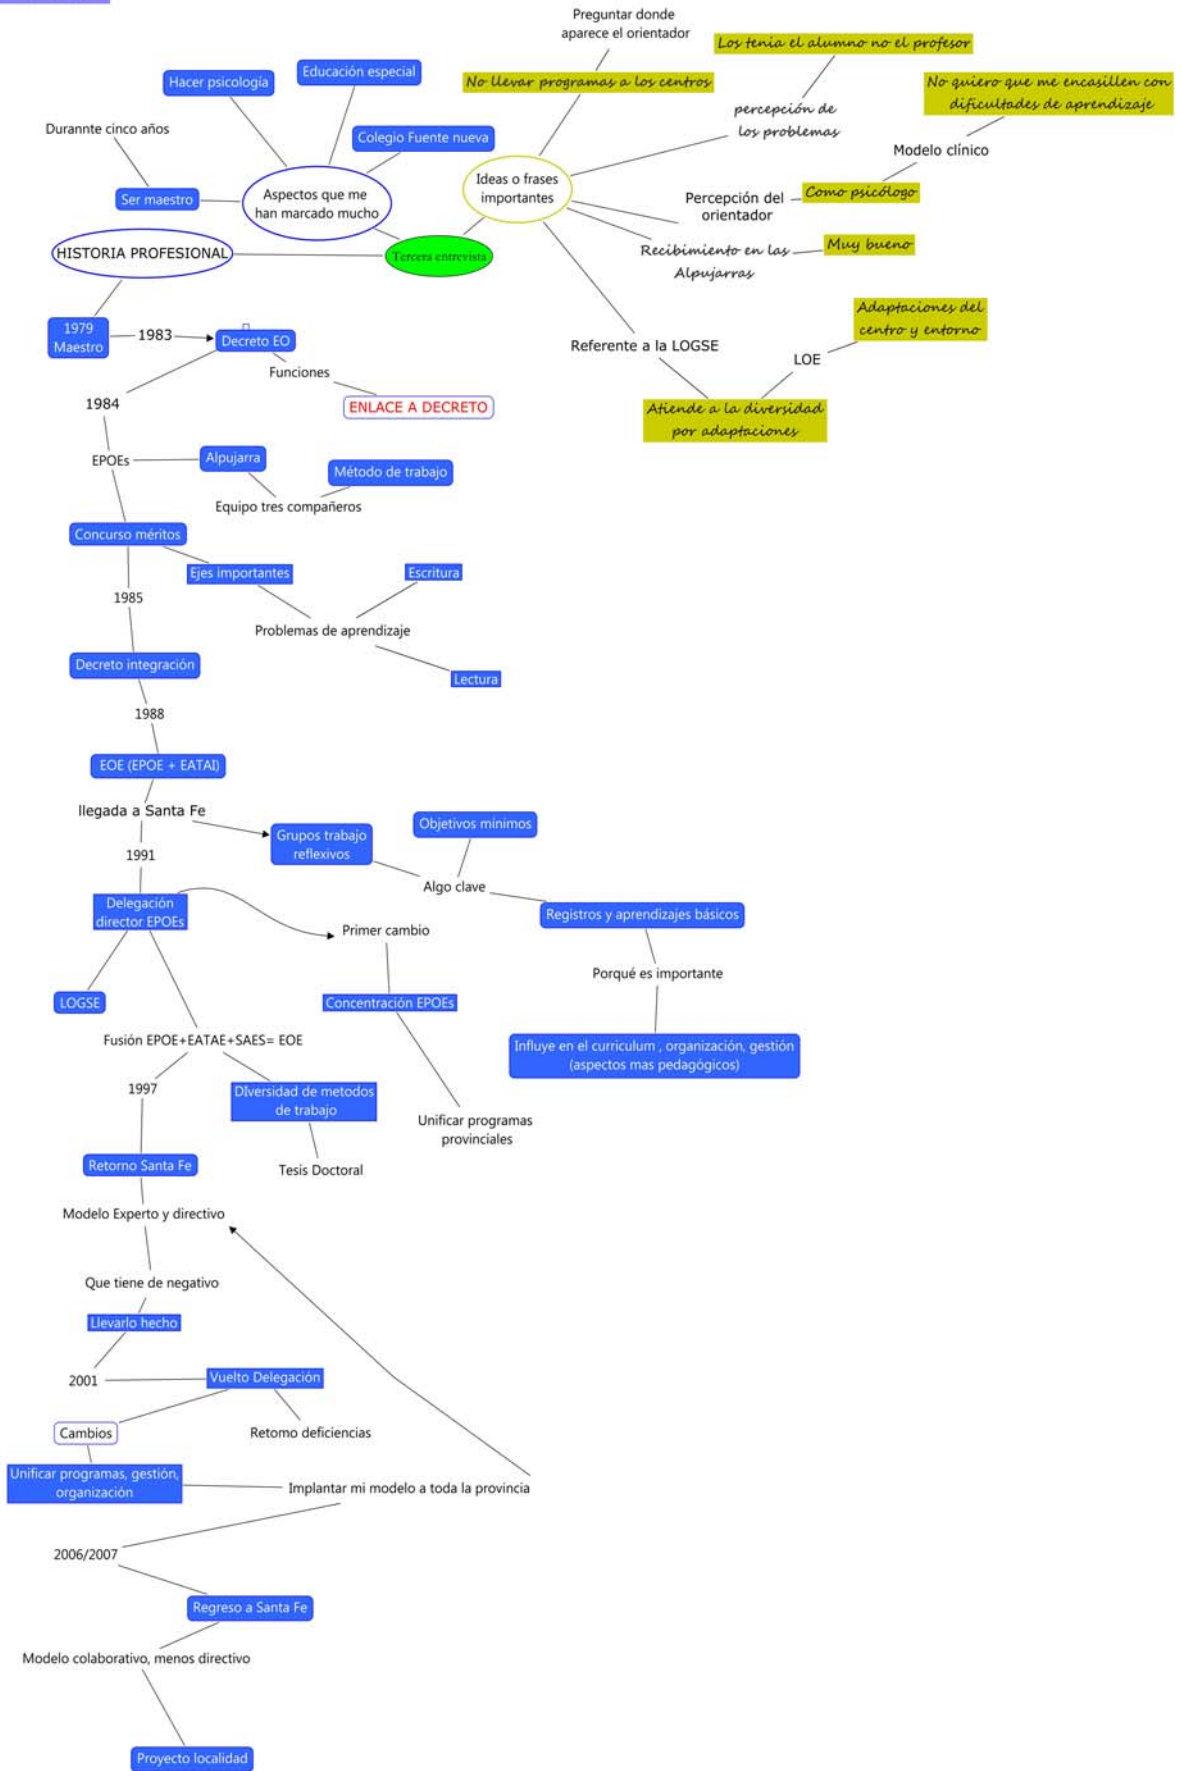 Preguntar donde
aparece el orientador
Los tenia el alumno no el profesor
No llevar programas a los centros
No quiero que me encasillen con
dificultades de aprendizaje
Hacer psicología
Educación especial
Durannte cinco años
Colegio Fuente nueva
percepción de
los problemas
Modelo clínico
Ser maestro
Aspectos que me
han marcado mucho
Ideas o frases
importantes
Percepción del
orientador
Como psicólogo
HISTORIA PROFESIONAL
Tercera entrevista
Recibimiento en las
Alpujarras
Muy bueno
1979
Maestro
1983
Decreto EO
Funciones
ENLACE A DECRETO
Referente a la LOGSE
Adaptaciones del
centro y entorno
LOE
Atiende a la diversidad
por adaptaciones
1984
EPOEs
Alpujarra
Método de trabajo
Equipo tres compañeros
Concurso méritos
Ejes importantes
Escritura
1985
Problemas de aprendizaje
Decreto integración
Lectura
1988
EOE (EPOE + EATAI)
llegada a Santa Fe
Grupos trabajo
reflexivos
Objetivos mínimos
1991
Algo clave
Delegación
director EPOEs
Registros y aprendizajes básicos
Primer cambio
Porqué es importante
LOGSE
Concentración EPOEs
Fusión EPOE+EATAE+SAES= EOE
Influye en el curriculum , organización, gestión
(aspectos mas pedagógicos)
1997
DIversidad de metodos
de trabajo
Unificar programas
provinciales
Retorno Santa Fe
Tesis Doctoral
Modelo Experto y directivo
Que tiene de negativo
Llevarlo hecho
2001
Vuelto Delegación
Cambios
Retomo deficiencias
Unificar programas, gestión,
organización
Implantar mi modelo a toda la provincia
2006/2007
Regreso a Santa Fe
Modelo colaborativo, menos directivo
Proyecto localidad